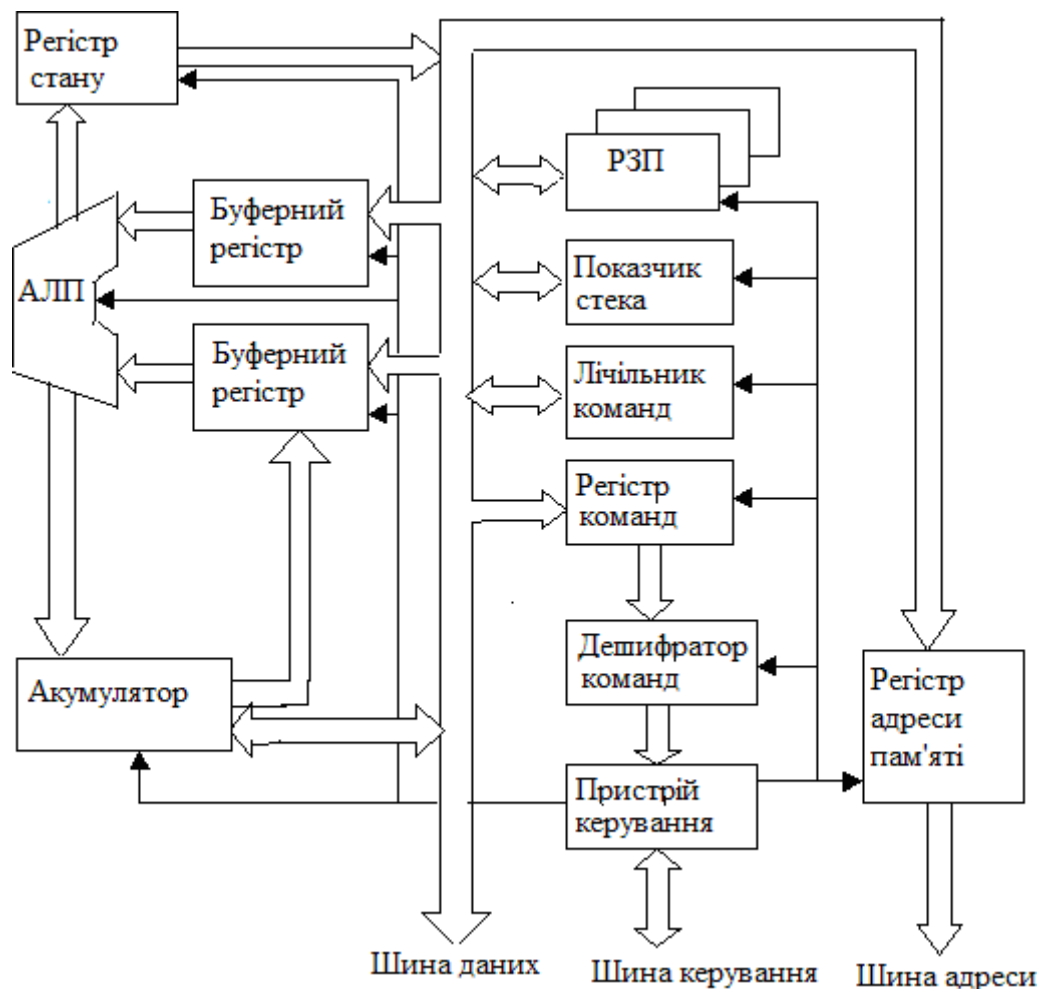 Регістр
стану
РЗП
Буферний
регістр
Показчик
стека
АЛП
Буферний
регістр
Лічільник
команд
Регістр
команд
Дешифратор
команд
Акумулятор
Регістр
адреси
пам'яті
Пристрій
керування
Шина даних
Шина керування
Шина адреси